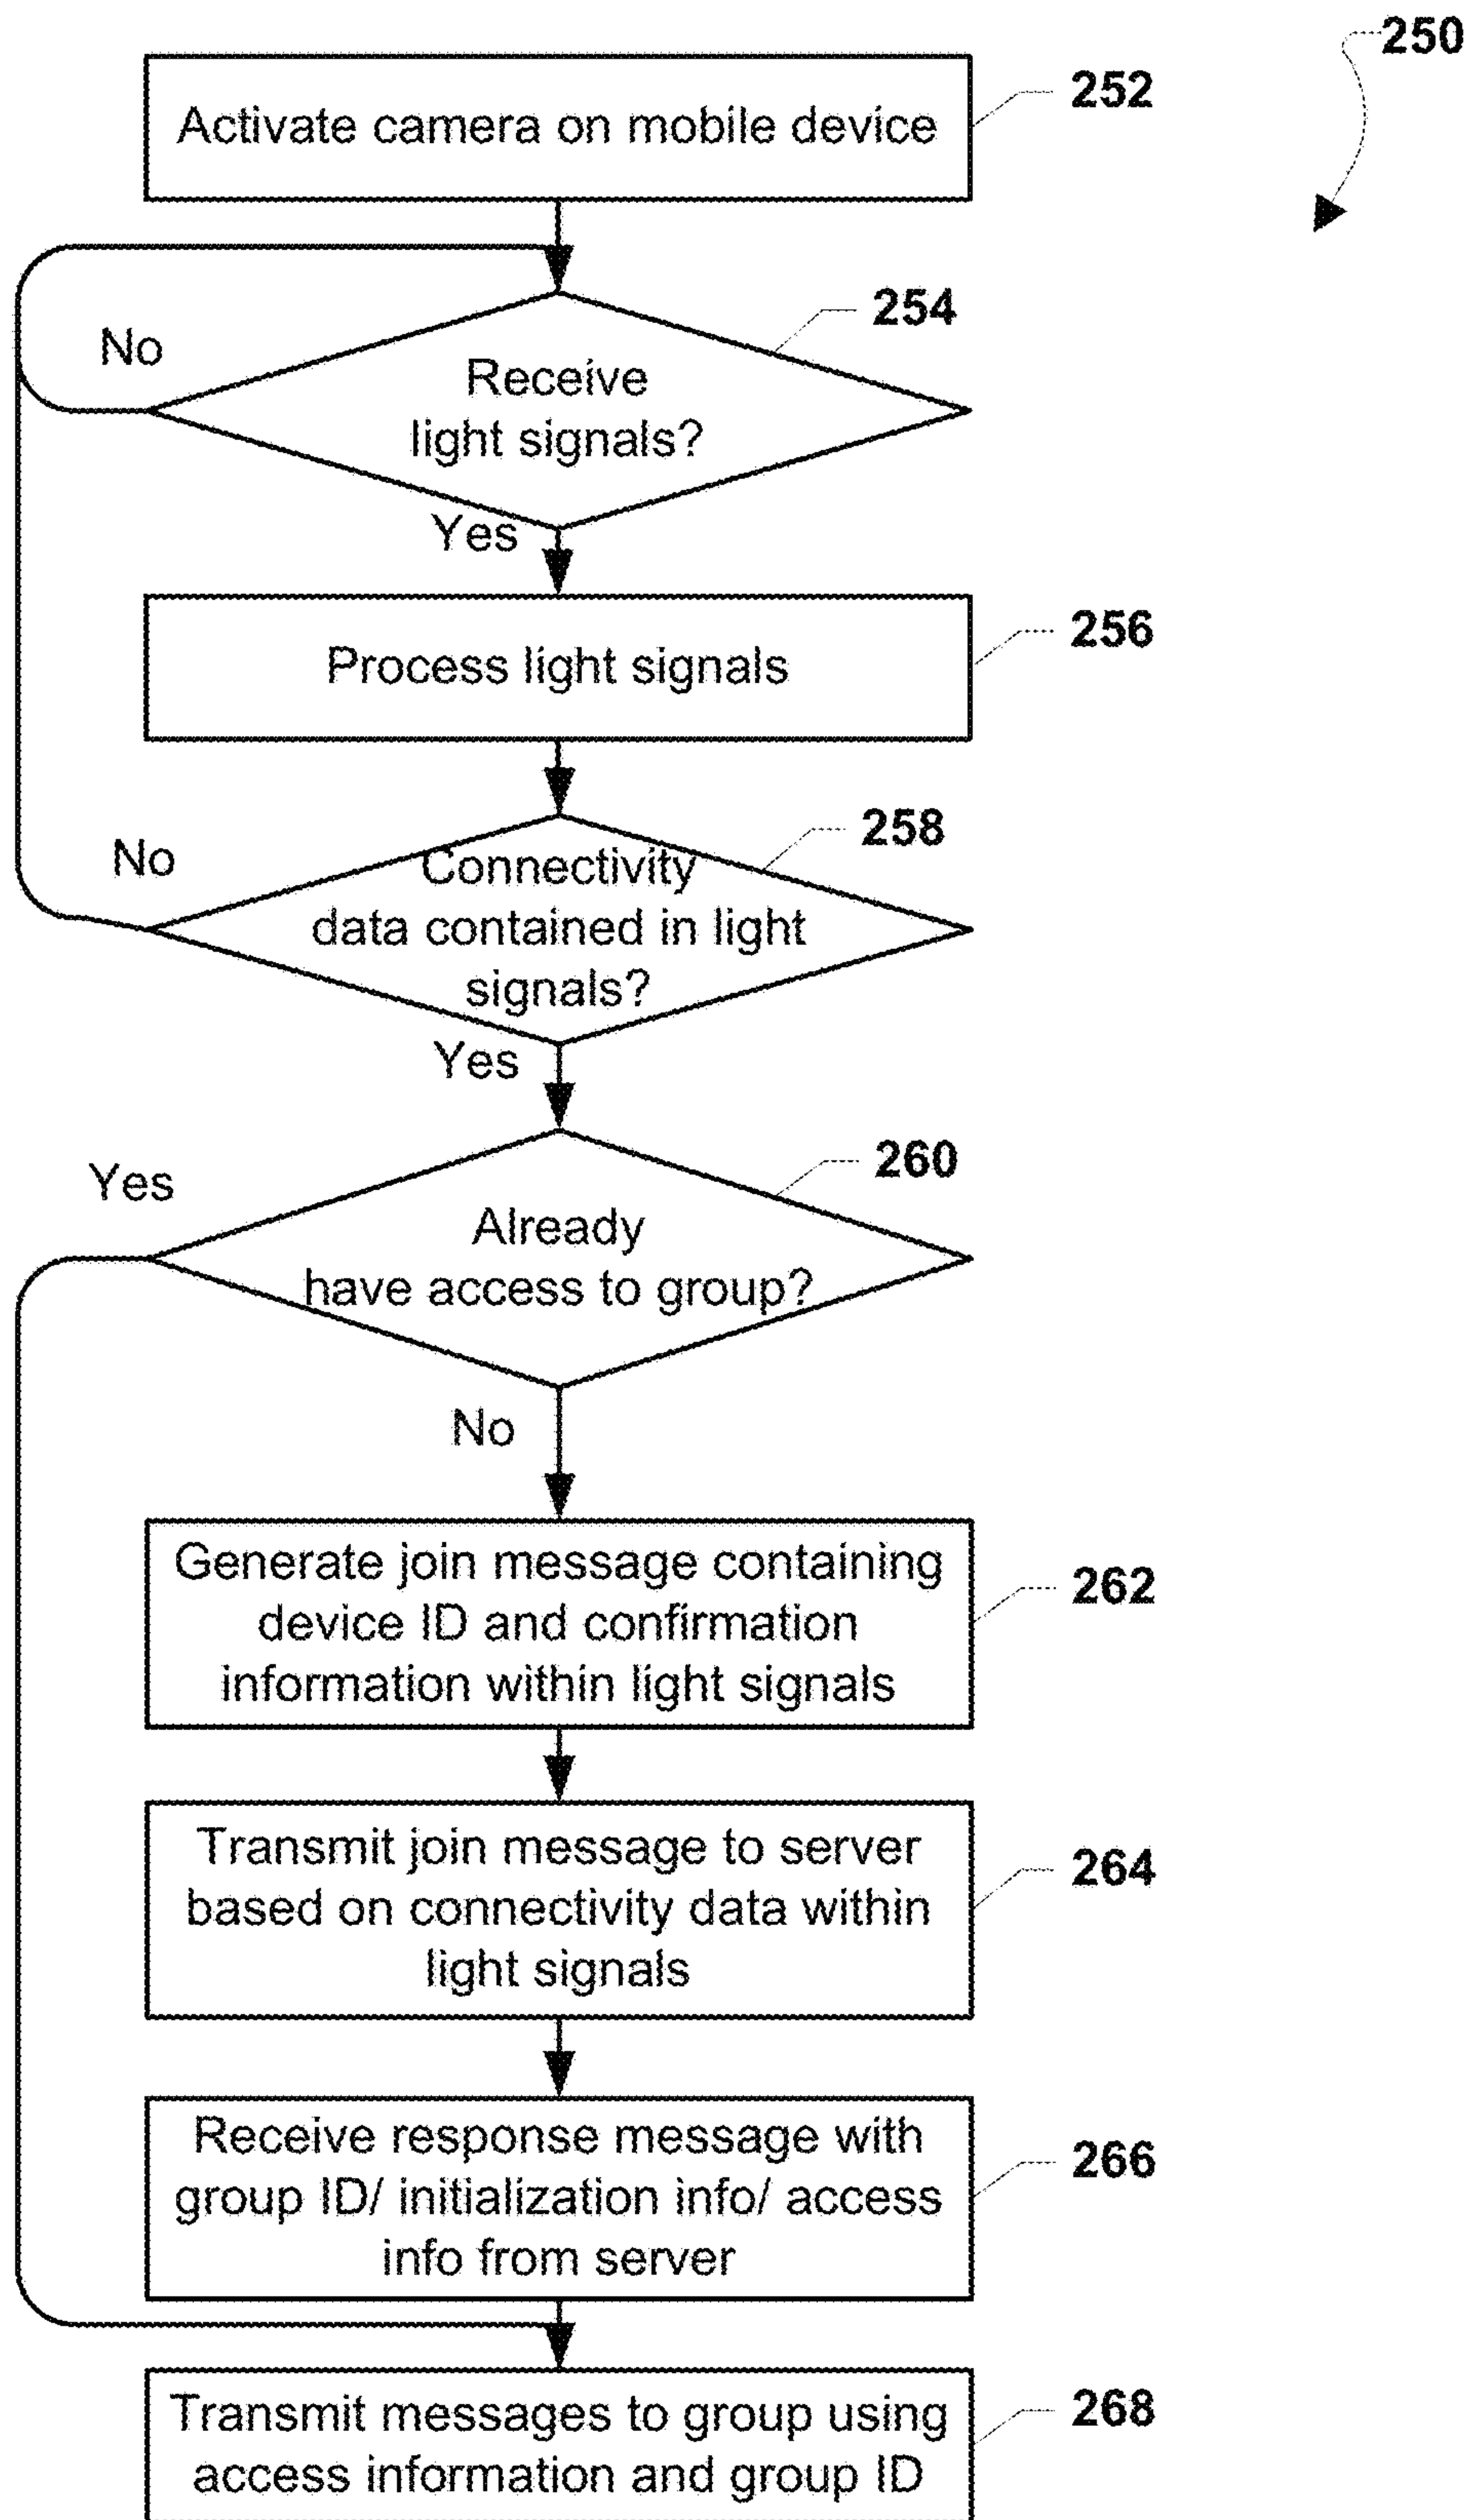 250
Activate camera on mobile device
252
254
No
Receive
light signals?
Yes
Process light signals
256
258
No
Connectivity
data contained in light
signals?
Yes
260
Yes
Already
have access to group?
No
Generate join message containing
device ID and confirmation
information within light signals
262
Transmit join message to server
based on connectivity data within
light signals
264
Receive response message with
group ID/ initialization info/ access
info from server
266
Transmit messages to group using
access information and group ID
268